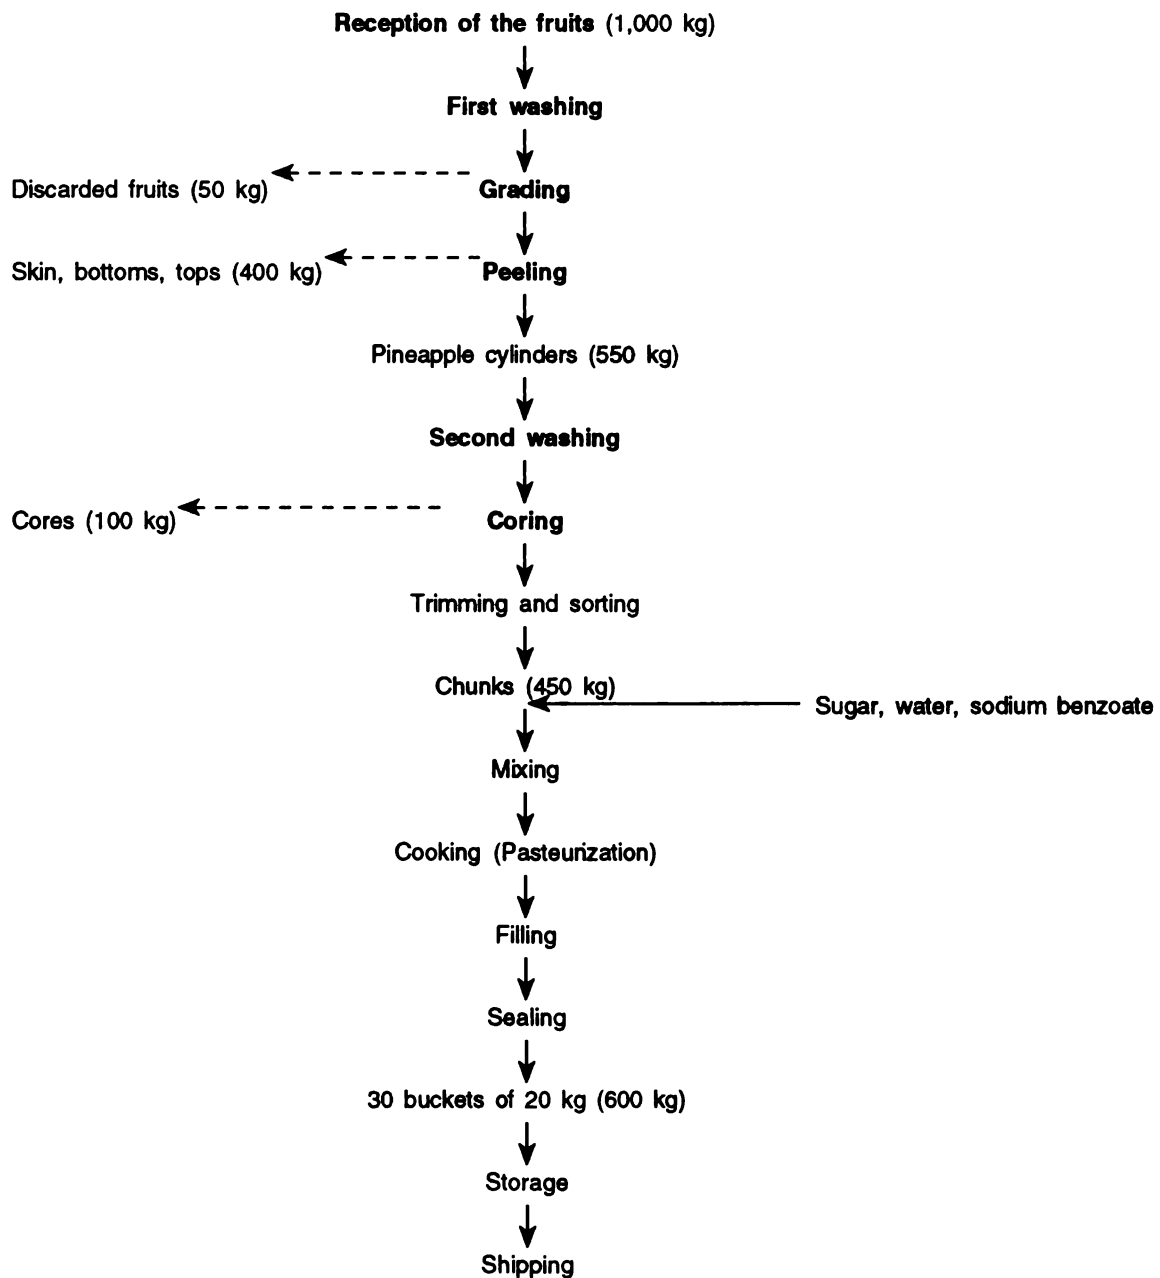 Reception of the fruits (1,000 kg)
First washing
Discarded fruits (50 kg)
Grading
Skin, bottoms, tops (400 kg)
Peeling
Pineapple cylinders (550 kg)
Second washing
Cores (100 kg)
Coring
Trimming and sorting
Chunks (450 kg)
Sugar, water, sodium benzoate
Mixing
Cooking (Pasteurization)
Filling
Sealing
30 buckets of 20 kg (600 kg)
Storage
Shipping